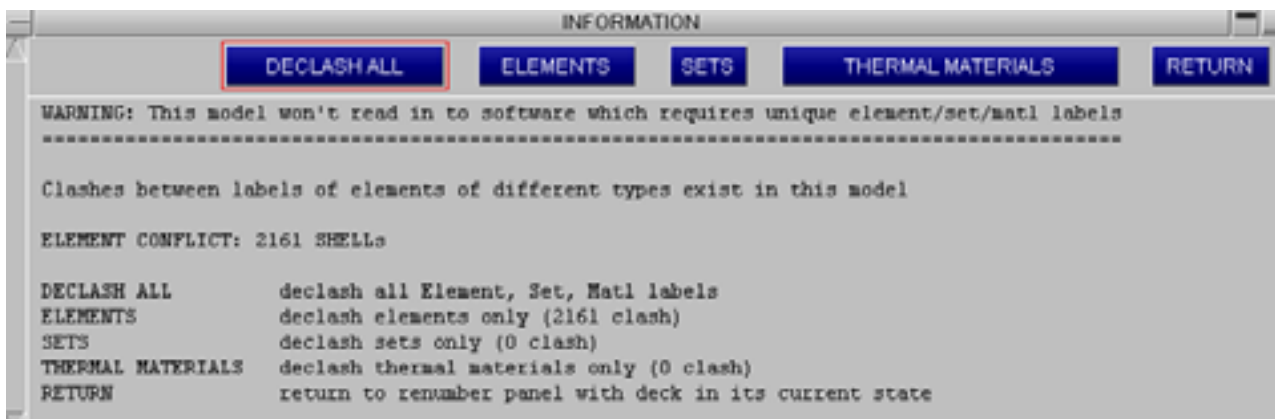 INFORMATION
DECLASH ALL ELEMENTS SETS THERMAL MATERIALS RETURN
WARNING: This model won't read in to software which requires unique element/set/matl labels
==========================================================================================
Clashes between labels of elements of different types exist in this model
ELEMENT CONFLICT: 2161 SHELLs
DECLASH ALL declash all Element, Set, Matl labels
ELEMENTS declash elements only (2161 clash)
SETS declash sets only (0 clash)
THERMAL MATERIALS declash thermal materials only (0 clash)
RETURN return to renumber panel with deck in its current state